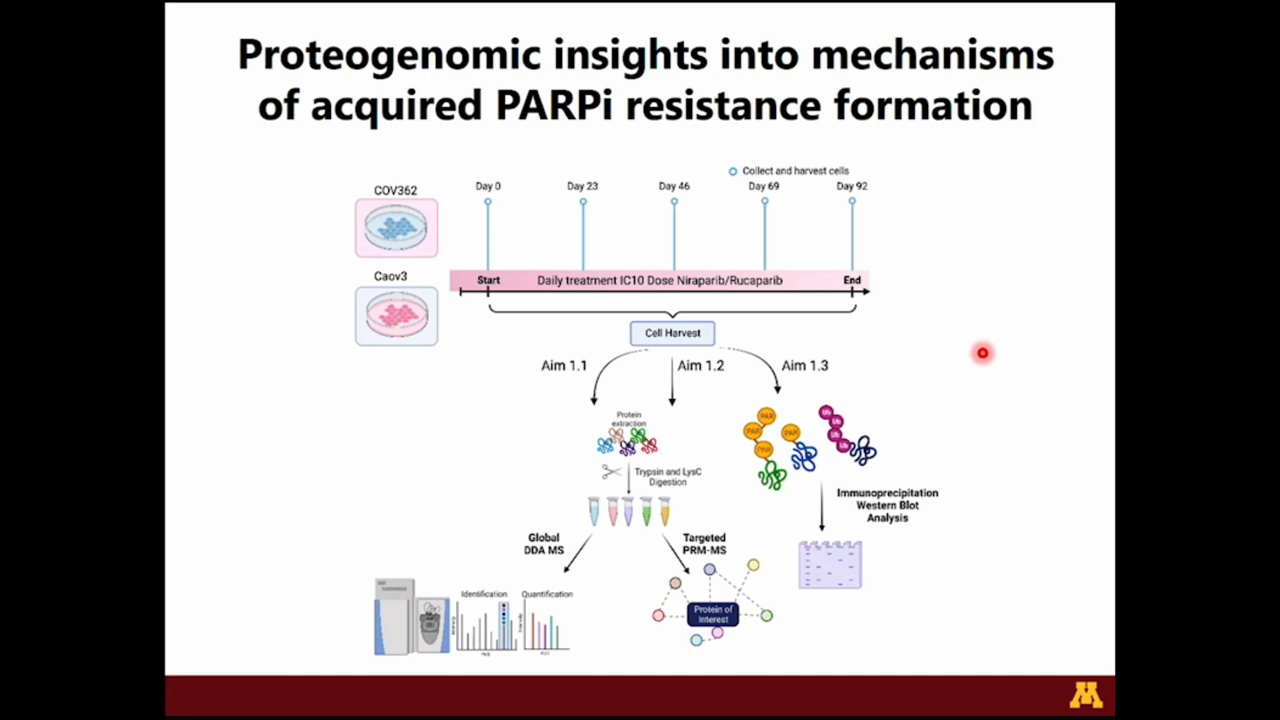 Proteogenomic insights into mechanisms
of acquired PARPi resistance formation
Collect and harvest cells
COV362
Day 0
Day 23
Day 46
Day 69
Day 92
Caov3
Start
Daily treatment IC10 Dose Niraparib/Rucaparib
End
Cell Harvest
Aim 1.1
Aim 1.2
Aim 1.3
Protein
extraction
PAR
PAR
PAR
PAR
Ub
Ub
Ub
Ub
Trypsin and LysC
Digestion
Immunoprecipitation
Western Blot
Analysis
Global
DDA MS
Targeted
PRM-MS
Identification
Quantification
Protein of
Interest
M